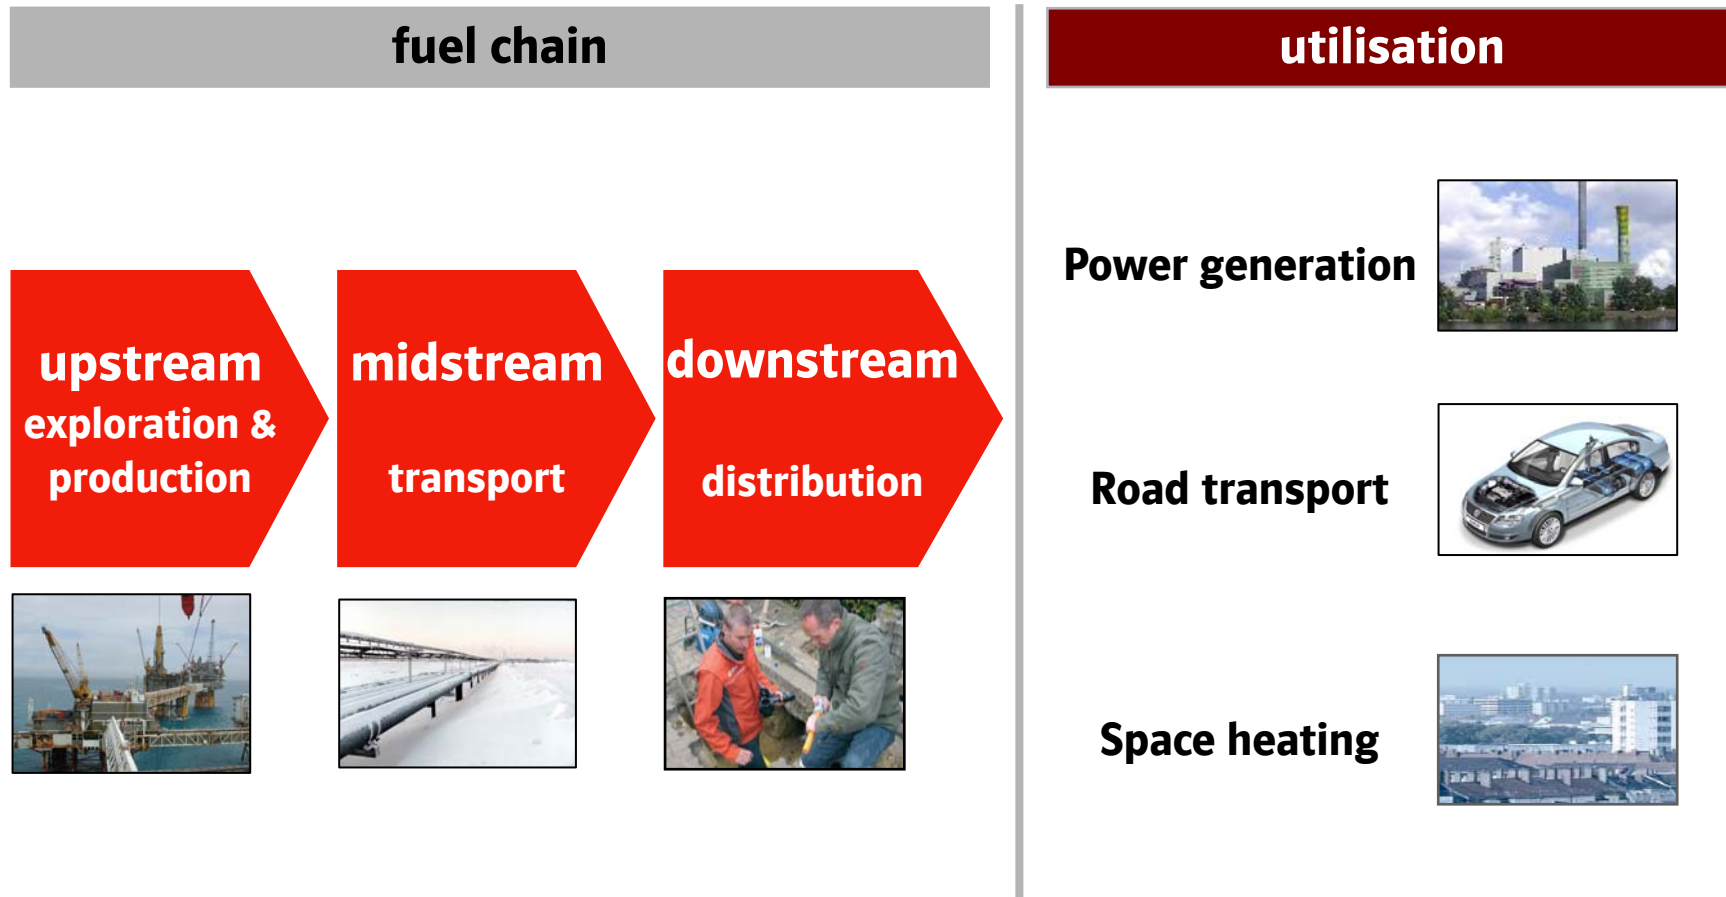 fuel chain
utilisation
upstream
exploration &
production
midstream
transport
downstream
distribution
Power generation
Road transport
Space heating